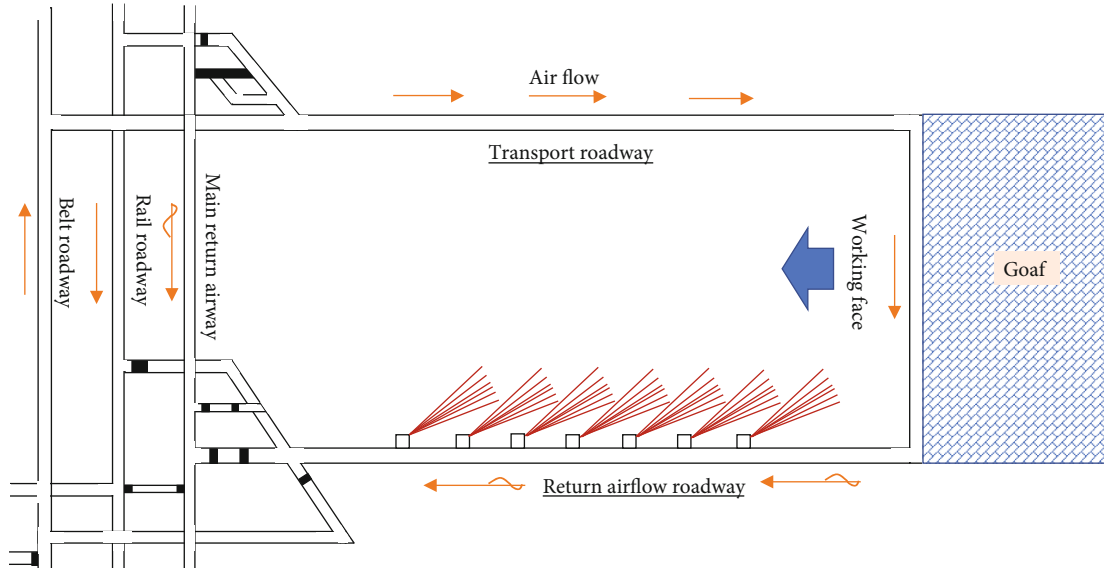 Air flow
Transport roadway
Belt roadway
Rail roadway
Main return airway
Working face
Goaf
Return airflow roadway